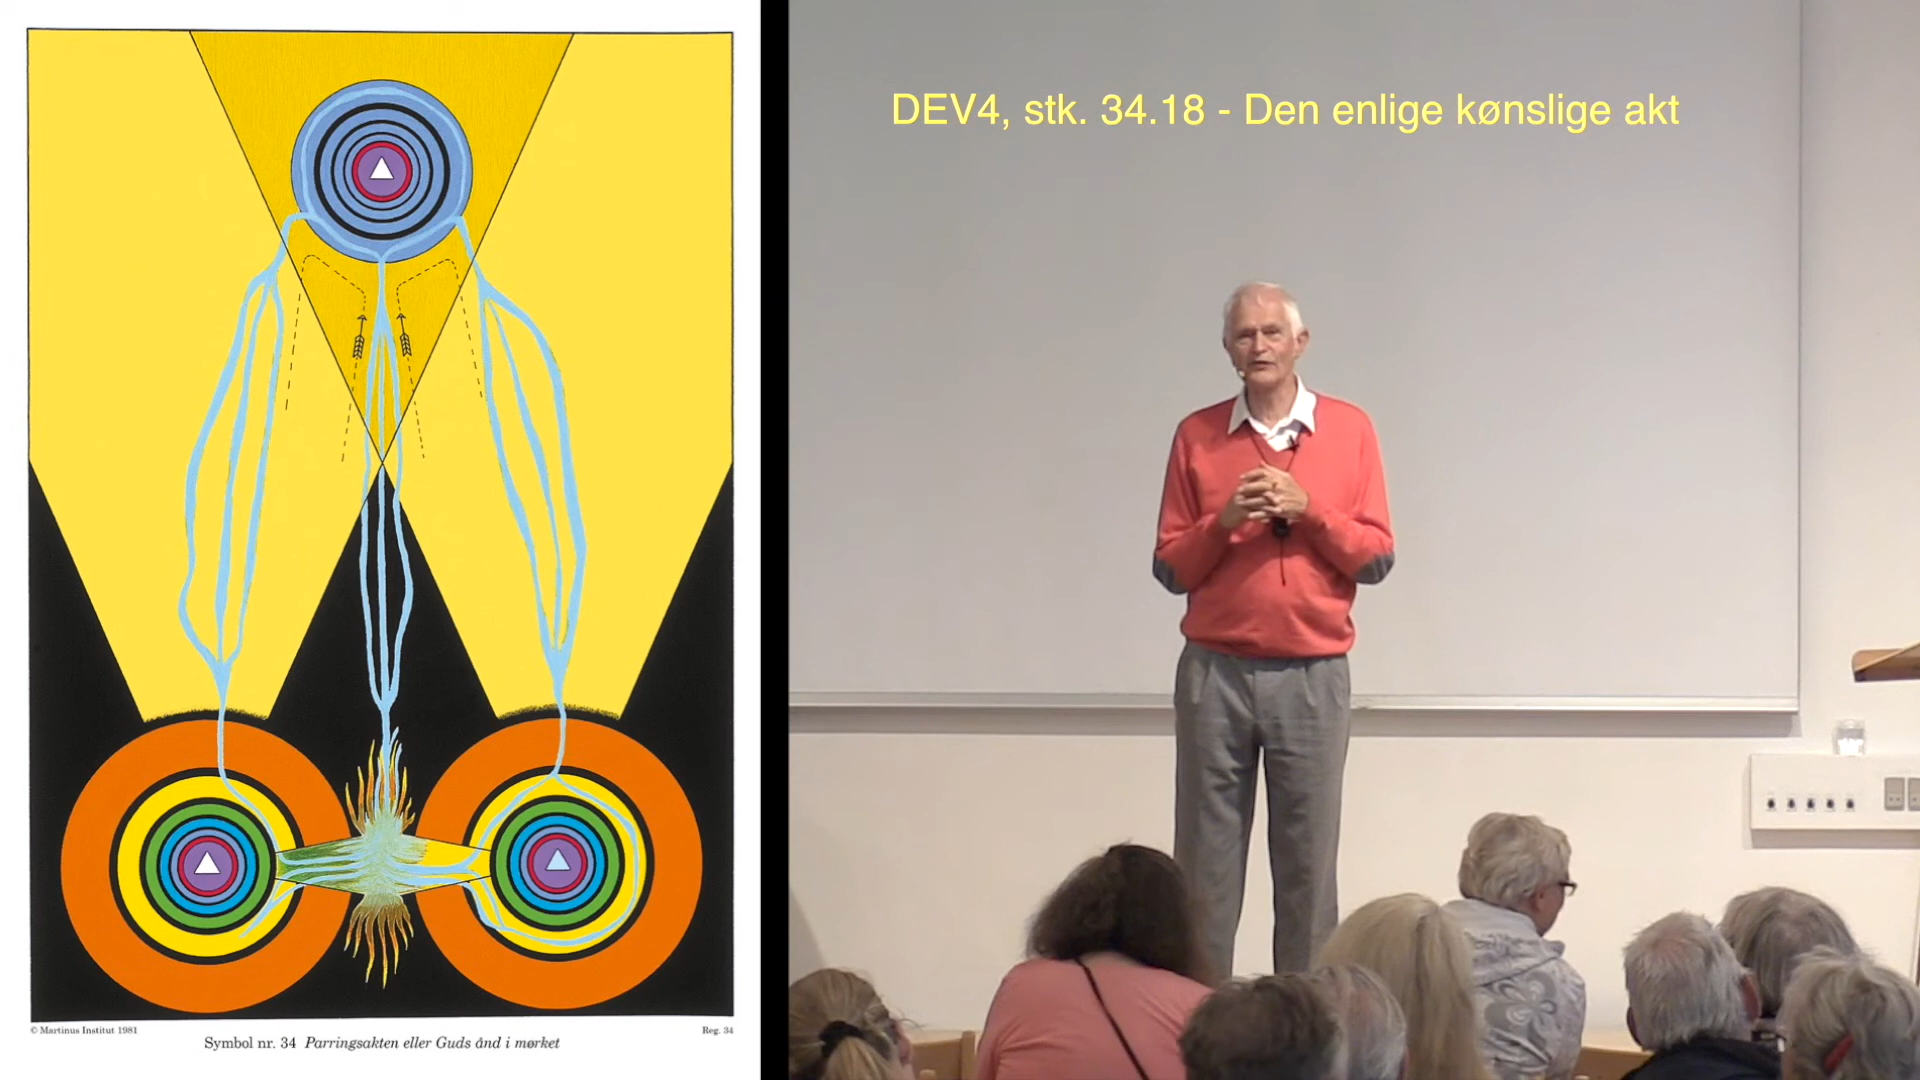 DEV4, stk. 34.18 - Den enlige kønslige akt
© Martinus Institut 1981
Reg. 34
Symbol nr. 34 Parringsakten eller Guds ånd i mørket